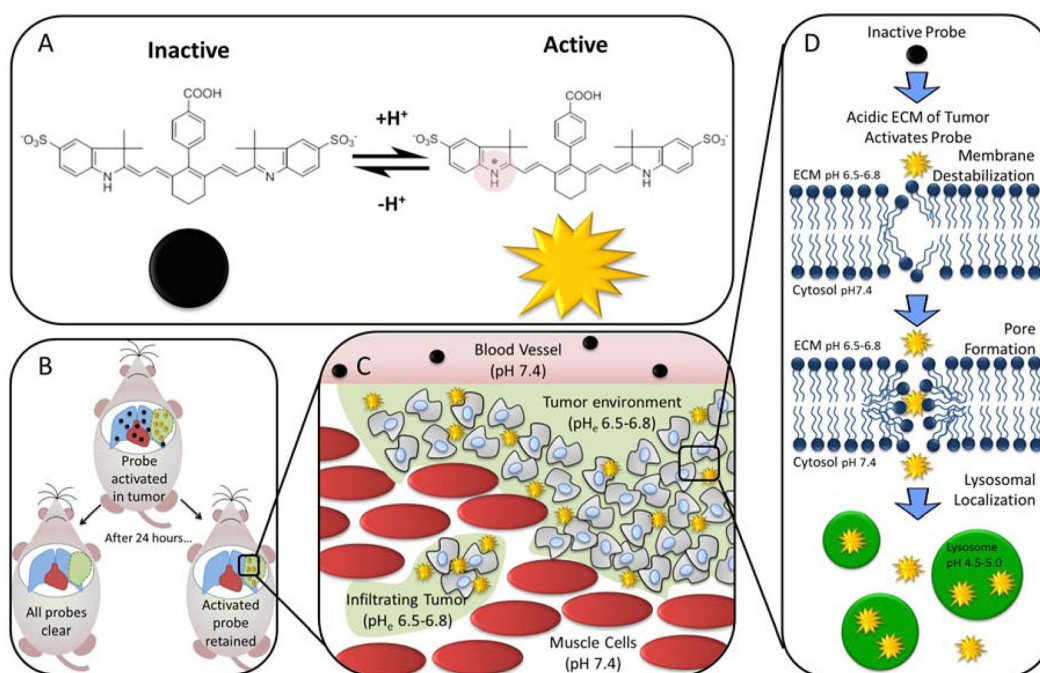 A
Inactive
Active
COOH
COOH
⁻O₃S
SO₃⁻
+H⁺
⁻O₃S
SO₃⁻
N
H
N
-H⁺
N
H
N
H
B
Probe
activated
in tumor
After 24 hours...
All probes
clear
Activated
probe
retained
C
Blood Vessel
(pH 7.4)
Tumor environment
(pHₑ 6.5-6.8)
Infiltrating Tumor
(pHₑ 6.5-6.8)
Muscle Cells
(pH 7.4)
D
Inactive Probe
Acidic ECM of Tumor
Activates Probe
Membrane
Destabilization
ECM pH 6.5-6.8
Cytosol pH7.4
Pore
Formation
ECM pH 6.5-6.8
Cytosol pH 7.4
Lysosomal
Localization
Lysosome
pH 4.5-5.0